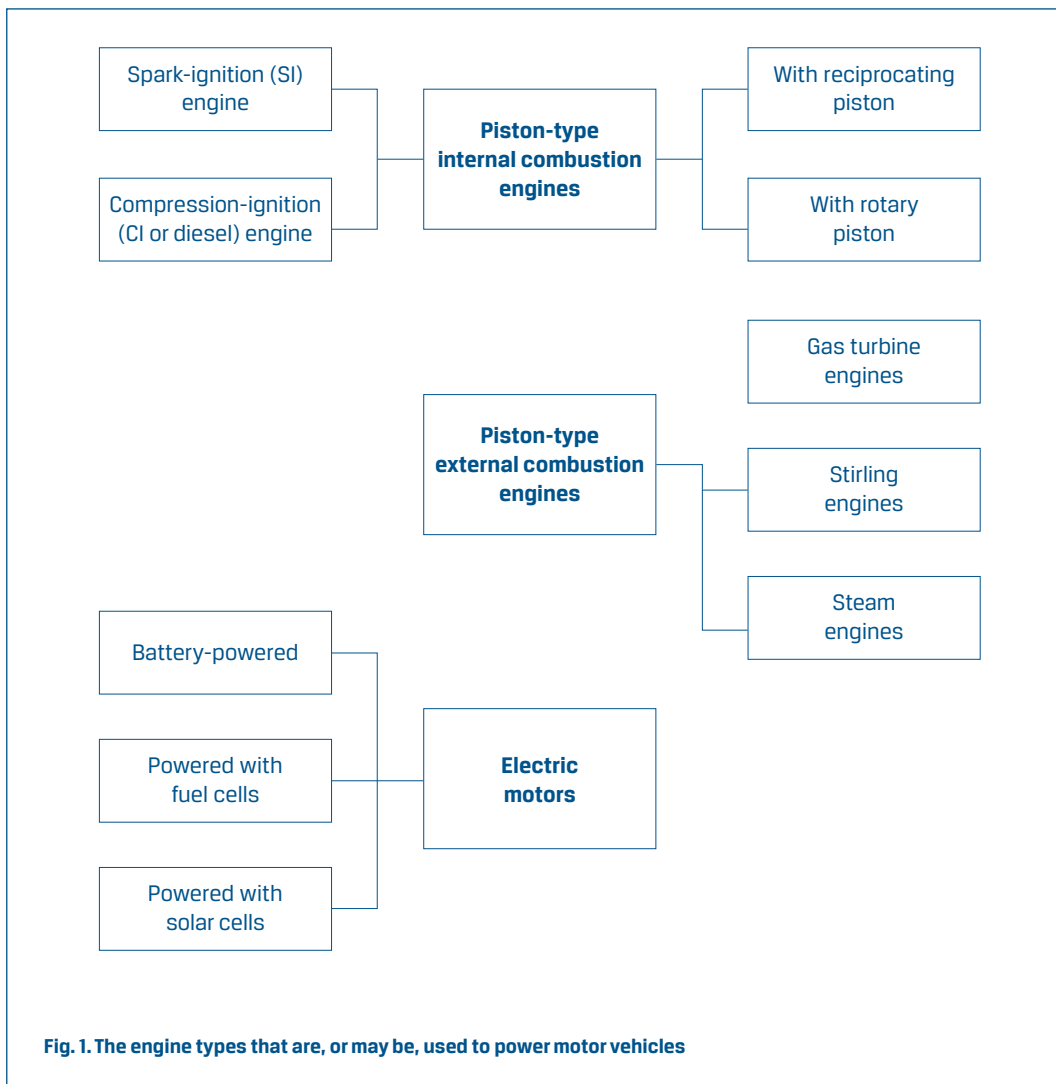 Spark-ignition (SI)
engine
Compression-ignition
(CI or diesel) engine
Piston-type
internal combustion
engines
With reciprocating
piston
With rotary
piston
Gas turbine
engines
Piston-type
external combustion
engines
Stirling
engines
Steam
engines
Battery-powered
Powered with
fuel cells
Powered with
solar cells
Electric
motors
Fig. 1. The engine types that are, or may be, used to power motor vehicles